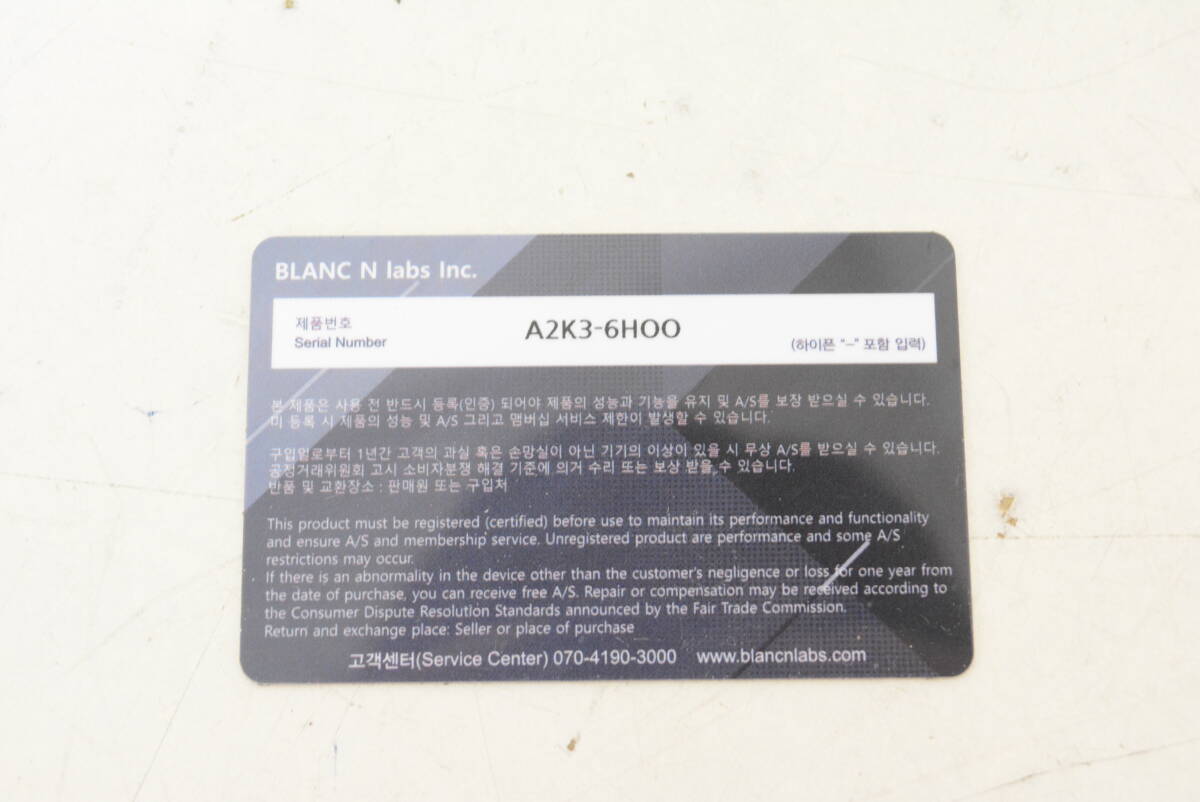 BLANC N labs Inc.
제품번호
Serial Number
A2K3-6HOO
(하이픈 "–" 포함 입력)
본 제품은 사용 전 반드시 등록(인증) 되어야 제품의 성능과 기능을 유지 및 A/S를 보장 받으실 수 있습니다.
미 등록 시 제품의 성능 및 A/S 그리고 맴버십 서비스 제한이 발생할 수 있습니다.
구입일로부터 1년간 고객의 과실 혹은 손망실이 아닌 기기의 이상이 있을 시 무상 A/S를 받으실 수 있습니다.
공정거래위원회 고시 소비자분쟁 해결 기준에 의거 수리 또는 보상 받을 수 있습니다.
반품 및 교환장소 : 판매원 또는 구입처
This product must be registered (certified) before use to maintain its performance and functionality
and ensure A/S and membership service. Unregistered product are performance and some A/S
restrictions may occur.
If there is an abnormality in the device other than the customer's negligence or loss for one year from
the date of purchase, you can receive free A/S. Repair or compensation may be received according to
the Consumer Dispute Resolution Standards announced by the Fair Trade Commission.
Return and exchange place: Seller or place of purchase
고객센터(Service Center) 070-4190-3000 www.blancnlabs.com